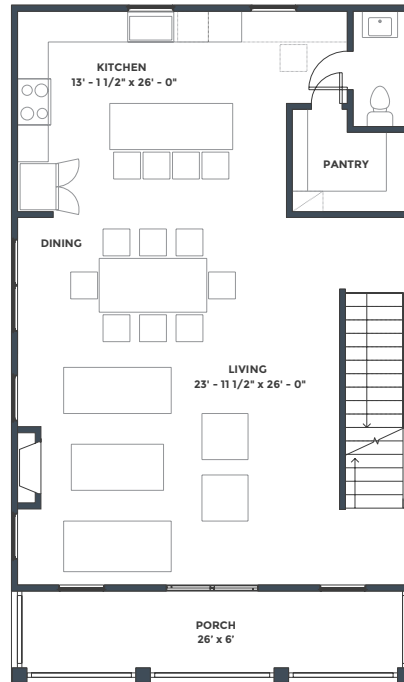 KITCHEN
13' - 1 1/2" x 26' - 0"
PANTRY
DINING
LIVING
23' - 11 1/2" x 26' - 0"
PORCH
26' x 6'